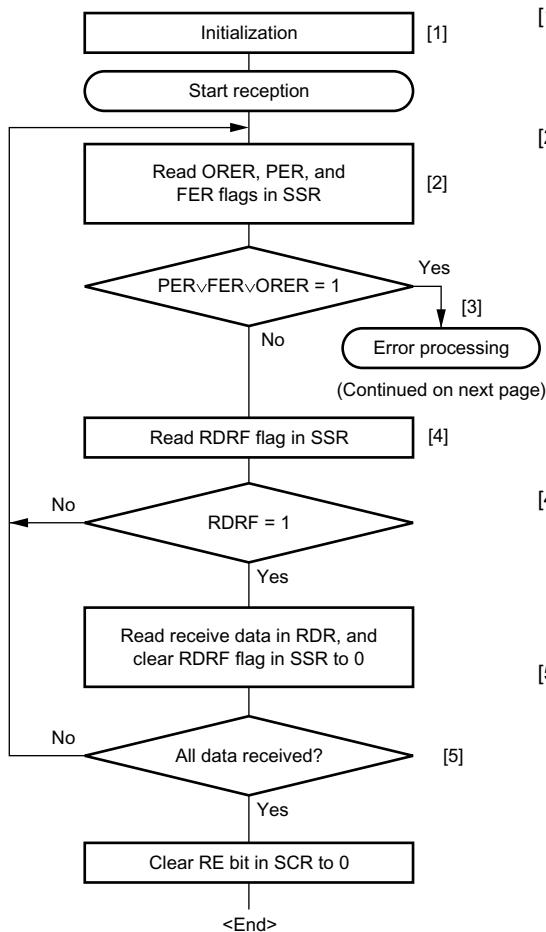 Initialization
[1]
Start reception
Read ORER, PER, and
FER flags in SSR
[2]
PER∨FER∨ORER = 1
Yes
[3]
No
Error processing
(Continued on next page)
Read RDRF flag in SSR
[4]
No
RDRF = 1
Yes
Read receive data in RDR, and
clear RDRF flag in SSR to 0
No
All data received?
[5]
Yes
Clear RE bit in SCR to 0
<End>